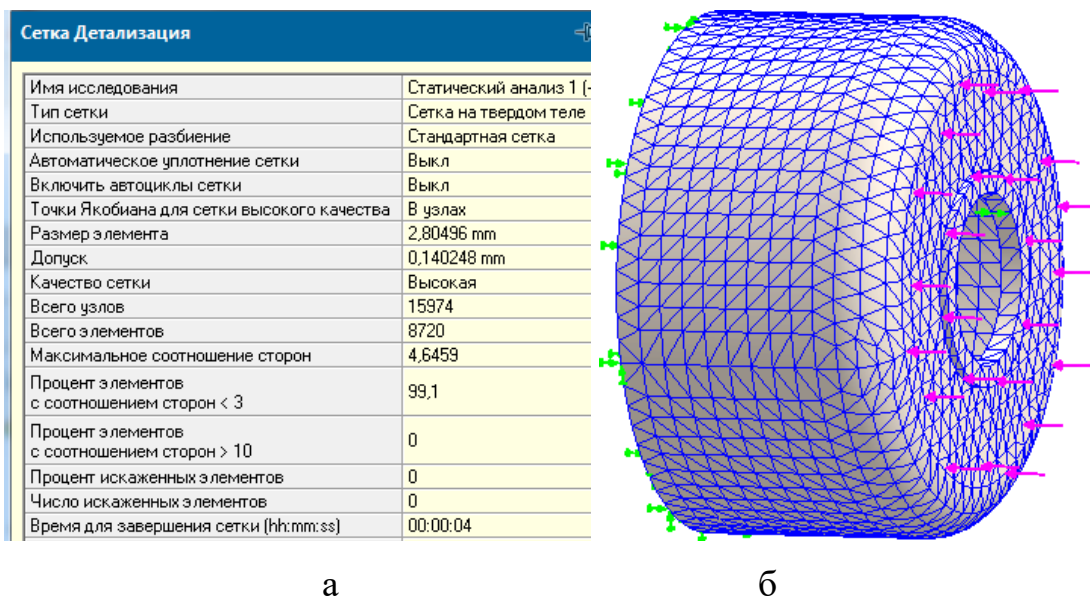 Сетка Детализация
Имя исследования Статический анализ 1 (-
Тип сетки Сетка на твердом теле
Используемое разбиение Стандартная сетка
Автоматическое уплотнение сетки Выкл
Включить автоциклы сетки Выкл
Точки Якобиана для сетки высокого качества В узлах
Размер элемента 2,80496 mm
Допуск 0,140248 mm
Качество сетки Высокая
Всего узлов 15974
Всего элементов 8720
Максимальное соотношение сторон 4,6459
Процент элементов
с соотношением сторон < 3 99,1
Процент элементов
с соотношением сторон > 10 0
Процент искаженных элементов 0
Число искаженных элементов 0
Время для завершения сетки (hh:mm:ss) 00:00:04
а б